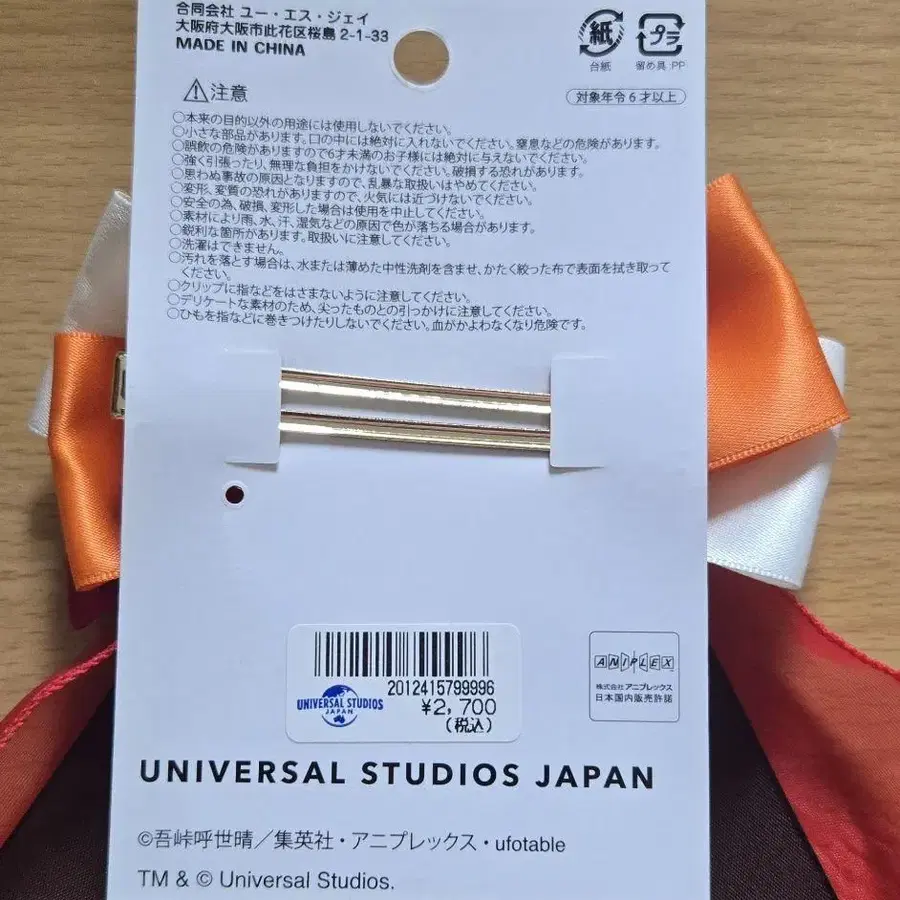 合同会社 ユー・エス・ジェイ
大阪府大阪市此花区桜島 2-1-33
MADE IN CHINA
紙
台紙
プラ
留め具:PP
⚠注意
対象年令6才以上
○本来の目的以外の用途には使用しないでください。
○小さな部品があります。口の中には絶対に入れないでください。窒息などの危険があります。
○誤飲の危険がありますので6才未満のお子様には絶対に与えないでください。
○強く引張ったり、無理な負担をかけないでください。破損する恐れがあります。
○思わぬ事故の原因となりますので、乱暴な取扱いはやめてください。
○変形、変質の恐れがありますので、火気には近づけないでください。
○安全の為、破損、変形した場合は使用を中止してください。
○素材により雨、水、汗、湿気などの原因で色が落ちる場合があります。
○鋭利な箇所があります。取扱いに注意してください。
○洗濯はできません。
○汚れを落とす場合は、水または薄めた中性洗剤を含ませ、かたく絞った布で表面を拭き取って
ください。
○クリップに指などをはさまないように注意してください。
○デリケートな素材のため、尖ったものとの引っかけに注意してください。
○ひもを指などに巻きつけたりしないでください。血がかよわなくなり危険です。
2012415799996
UNIVERSAL STUDIOS
JAPAN
¥2,700
(税込)
ANIPLEX
株式会社アニプレックス
日本国内販売許諾
UNIVERSAL STUDIOS JAPAN
©吾峠呼世晴／集英社・アニプレックス・ufotable
TM & © Universal Studios.